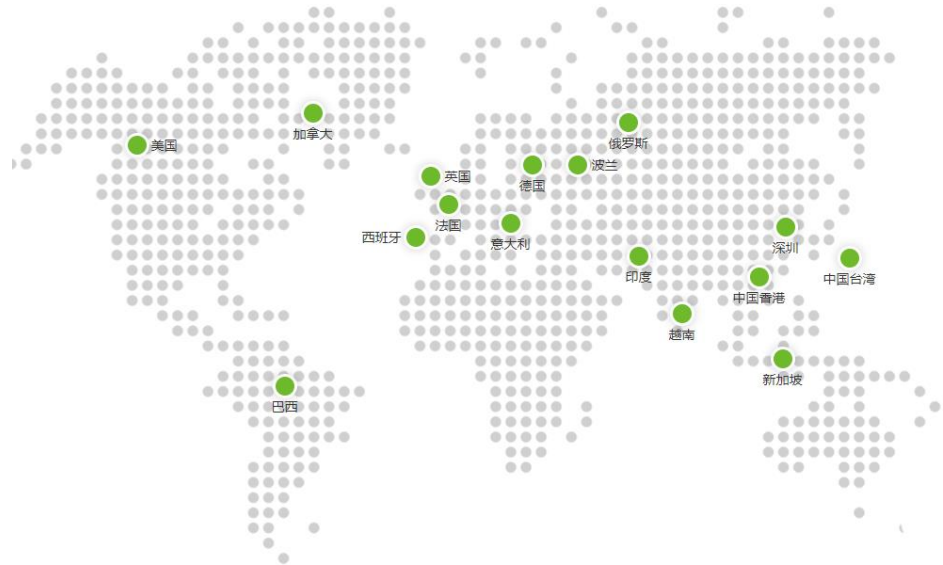 加拿大
美国
俄罗斯
英国
德国
波兰
法国
西班牙
意大利
深圳
印度
中国台湾
中国香港
越南
新加坡
巴西